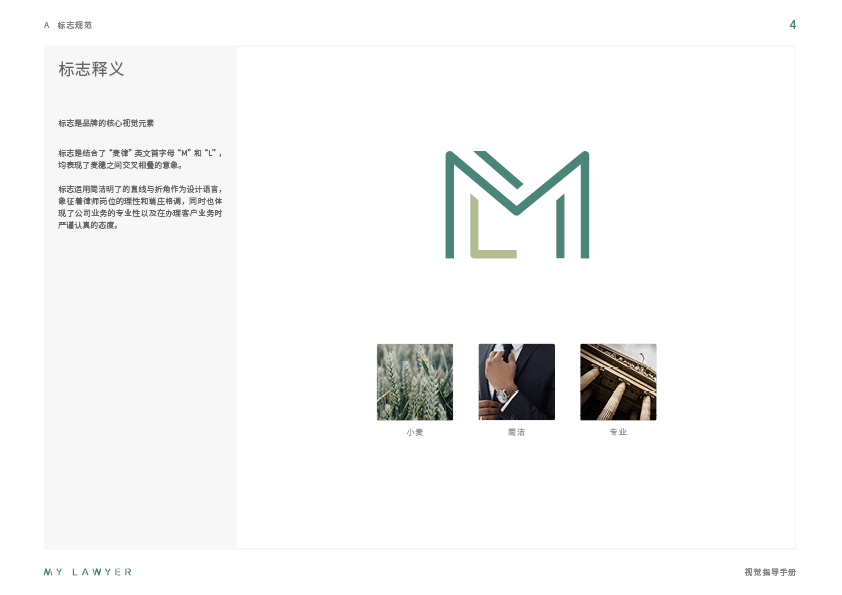 A 标志规范
4
标志释义
标志是品牌的核心视觉元素
标志是结合了“麦律”英文首字母“M”和“L”，
均表现了麦穗之间交叉相叠的意象。
标志运用简洁明了的直线与折角作为设计语言，
象征着律师岗位的理性和端庄格调，同时也体
现了公司业务的专业性以及在办理客户业务时
严谨认真的态度。
小麦
简洁
专业
MY LAWYER
视觉指导手册